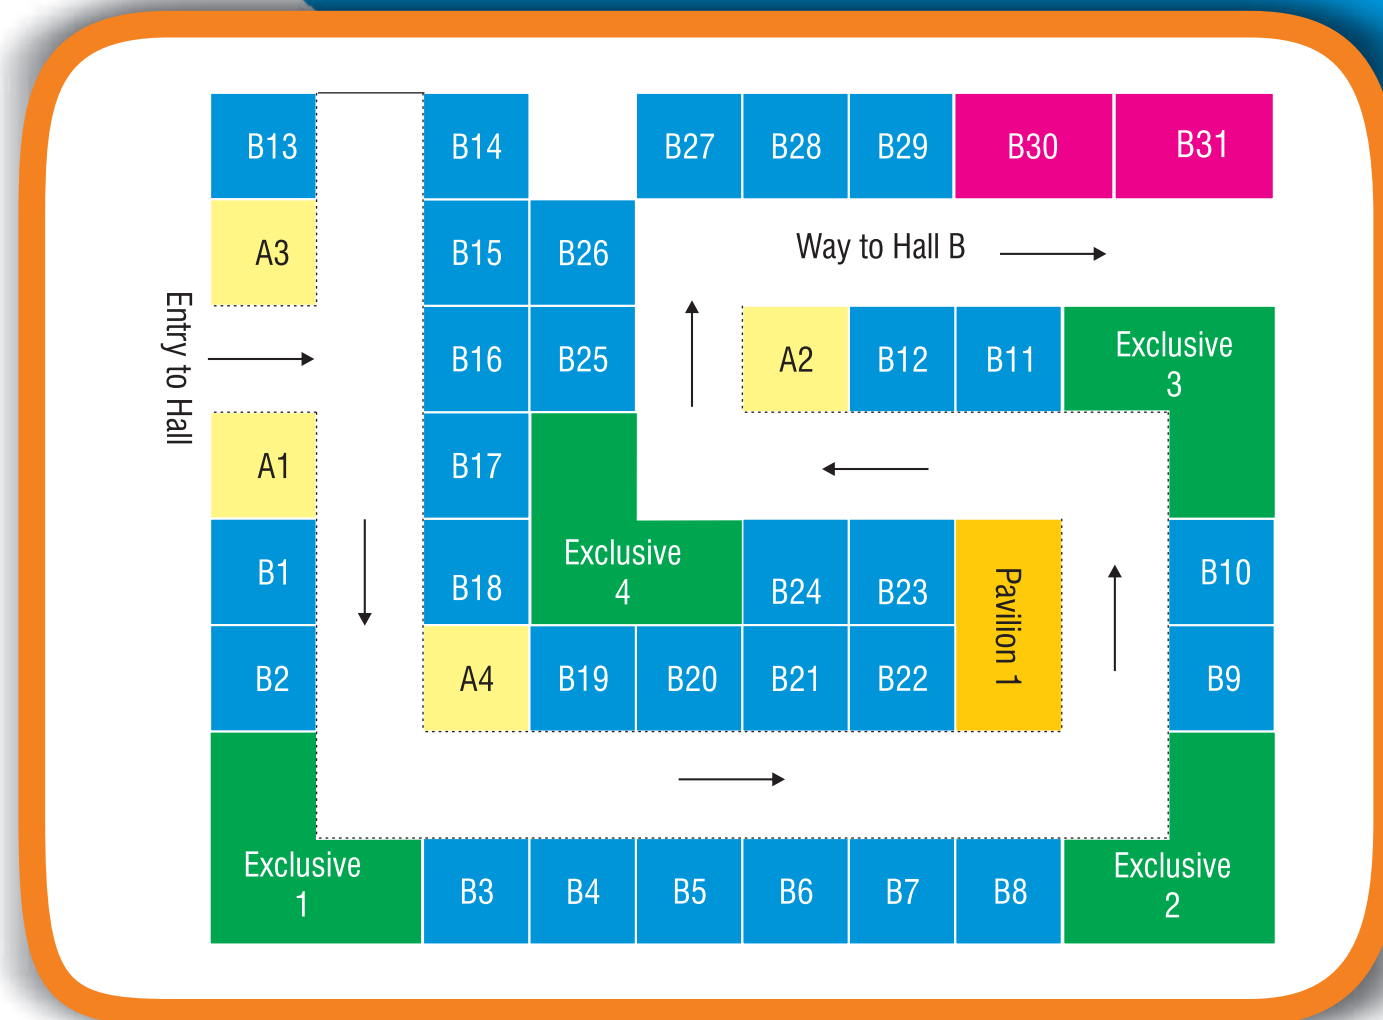 B13
B14
B27
B28
B29
B30
B31
A3
B15
B26
Way to Hall B
Entry to Hall
B16
B25
A2
B12
B11
Exclusive
3
A1
B17
B1
B18
Exclusive
4
B24
B23
Pavilion 1
B10
B2
A4
B19
B20
B21
B22
B9
Exclusive
1
B3
B4
B5
B6
B7
B8
Exclusive
2